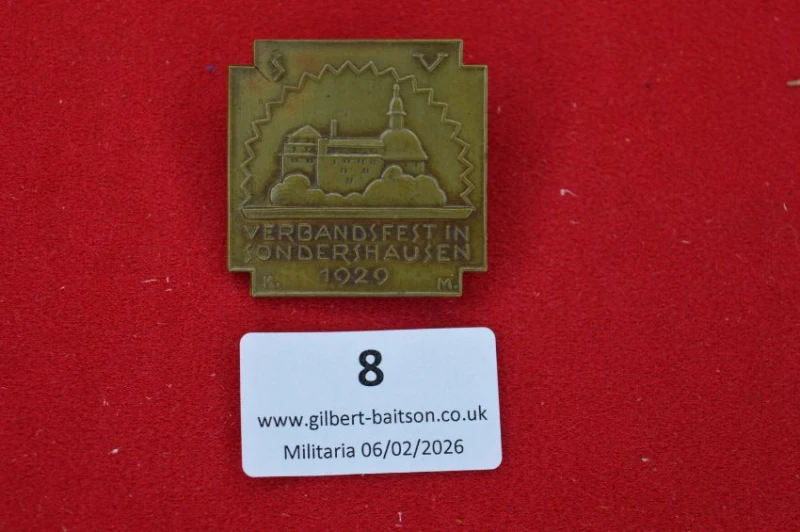 S V
VERBANDSFEST IN
SONDERSHAUSEN
1929
K. M.
8
www.gilbert-baitson.co.uk
Militaria 06/02/2026